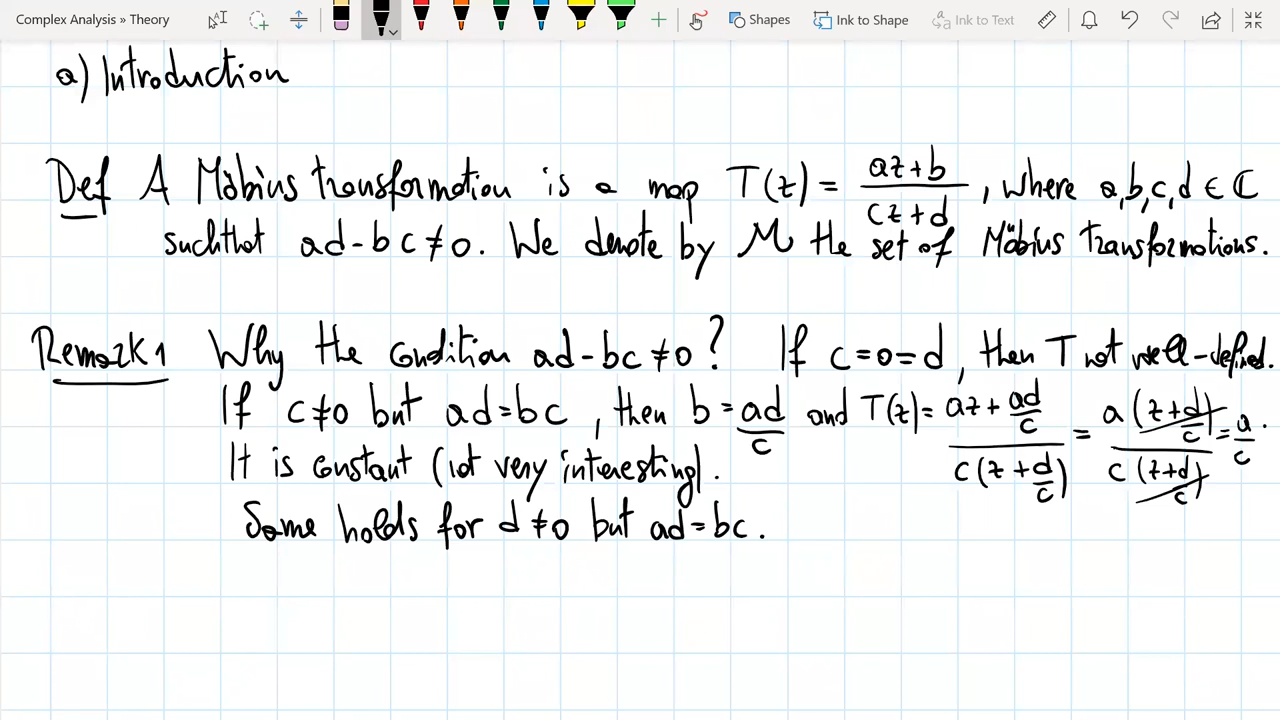 Complex Analysis » Theory
Shapes
Ink to Shape
Ink to Text
a) Introduction
Def A Möbius transformation is a map T(z) = (az+b)/(cz+d), where a,b,c,d ∈ ℂ
such that ad-bc≠0. We denote by M the set of Möbius transformations.
Remark 1 Why the condition ad-bc≠0? If c=0=d, then T not well-defined.
If c≠0 but ad=bc, then b = ad/c and T(z) = (az + ad/c)/(c(z + d/c)) = (a(z+d/c))/(c(z+d/c)) = a/c.
It is constant (not very interesting).
Same holds for d≠0 but ad=bc.